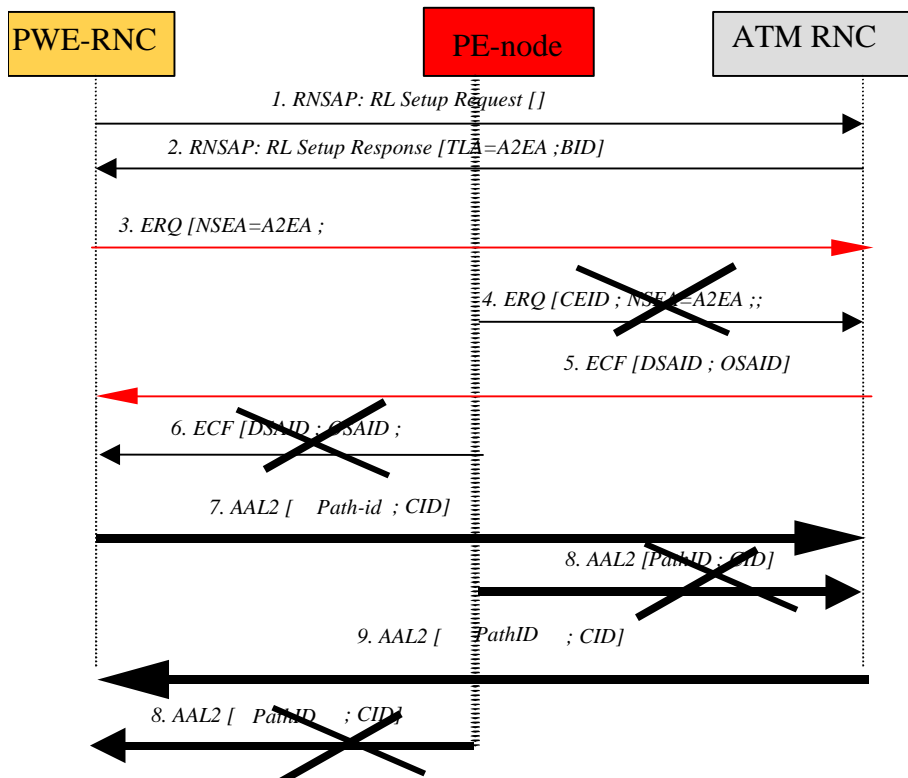 PWE-RNC
PE-node
ATM RNC
1. RNSAP: RL Setup Request []
2. RNSAP: RL Setup Response [TLA=A2EA ;BID]
3. ERQ [NSEA=A2EA ;
4. ERQ [CEID ; NSEA=A2EA ;;
5. ECF [DSAID ; OSAID]
6. ECF [DSAID ; OSAID ;
7. AAL2 [ Path-id ; CID]
8. AAL2 [PathID ; CID]
9. AAL2 [ PathID ; CID]
8. AAL2 [ PathID ; CID]